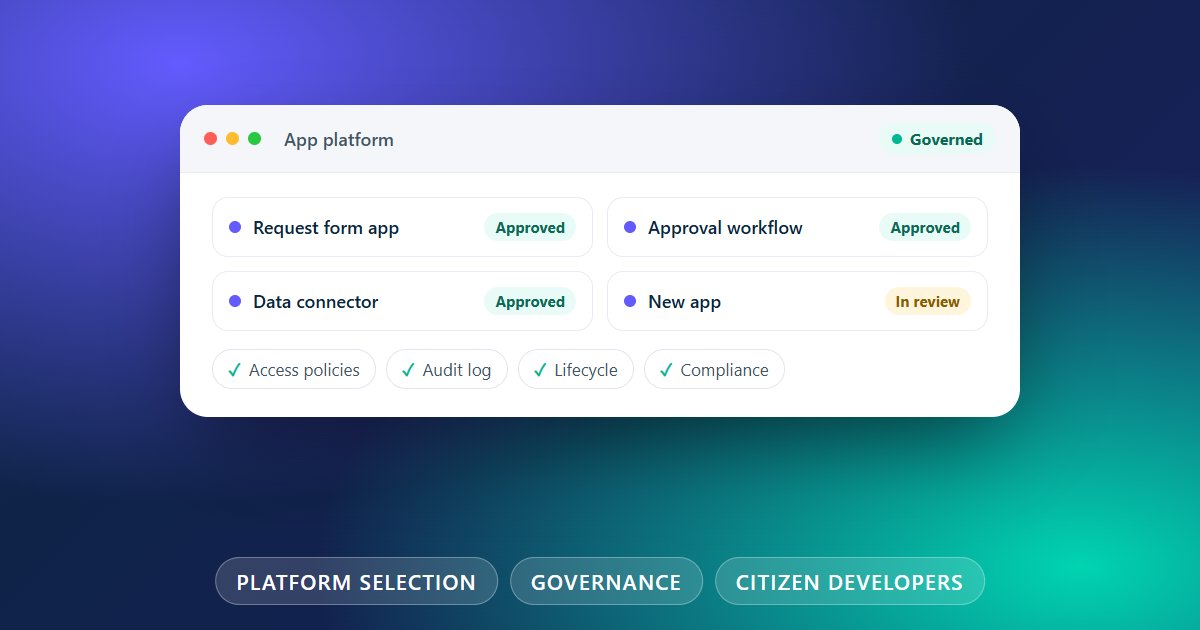 App platform
Governed
Request form app
Approved
Approval workflow
Approved
Data connector
Approved
New app
In review
✓ Access policies
✓ Audit log
✓ Lifecycle
✓ Compliance
PLATFORM SELECTION
GOVERNANCE
CITIZEN DEVELOPERS